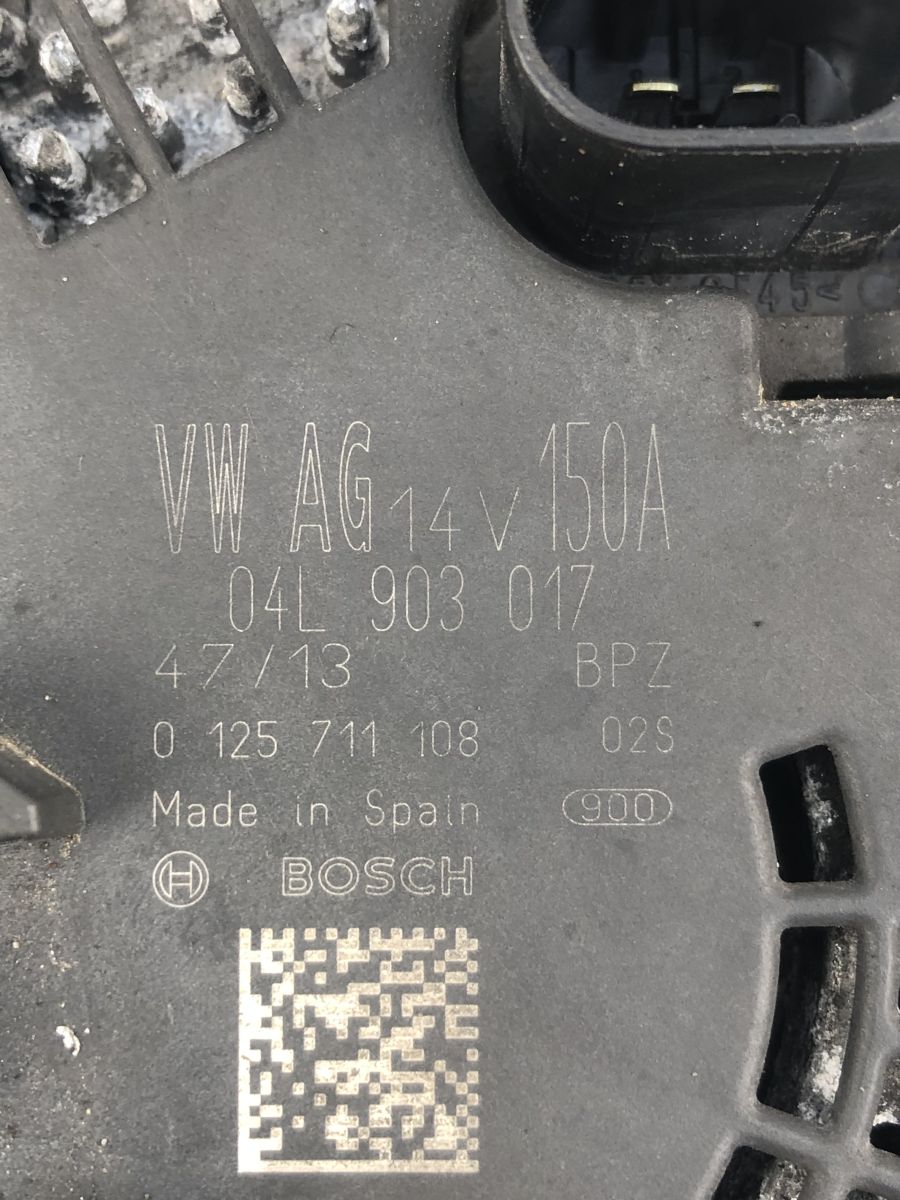 VW AG 14 V 150A
04L 903 017
47/13 BPZ
0 125 711 108 02S
Made in Spain 900
H BOSCH